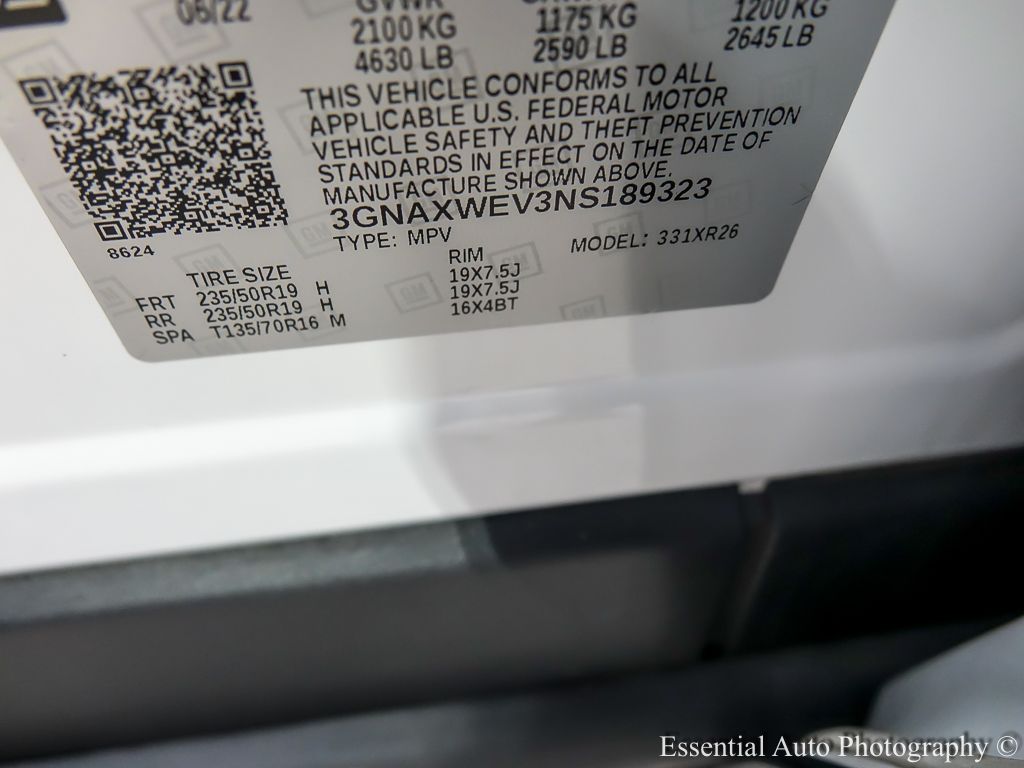 06/22 GVWR
2100 KG 1175 KG 1200 KG
4630 LB 2590 LB 2645 LB
THIS VEHICLE CONFORMS TO ALL
APPLICABLE U.S. FEDERAL MOTOR
VEHICLE SAFETY AND THEFT PREVENTION
STANDARDS IN EFFECT ON THE DATE OF
MANUFACTURE SHOWN ABOVE.
3GNAXWEV3NS189323
8624 TYPE: MPV MODEL: 331XR26
TIRE SIZE RIM
FRT 235/50R19 H 19X7.5J
RR 235/50R19 H 19X7.5J
SPA T135/70R16 M 16X4BT
GM
Essential Auto Photography ©